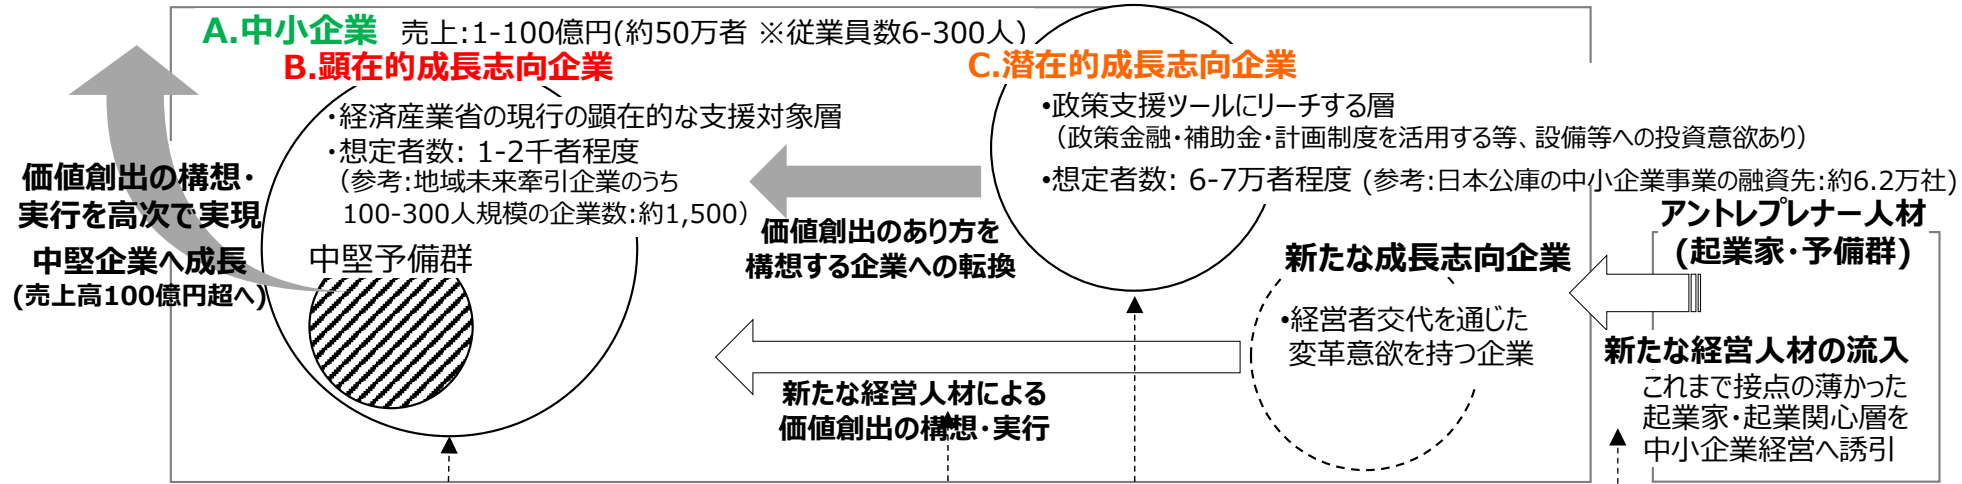 A.中小企業 売上:1-100億円(約50万者 ※従業員数6-300人)
B.顕在的成長志向企業
・経済産業省の現行の顕在的な支援対象層
・想定者数: 1-2千者程度
（参考:地域未来牽引企業のうち
100-300人規模の企業数:約1,500）
中堅予備群
価値創出の構想・
実行を高次で実現
中堅企業へ成長
(売上高100億円超へ)
C.潜在的成長志向企業
•政策支援ツールにリーチする層
（政策金融・補助金・計画制度を活用する等、設備等への投資意欲あり）
•想定者数: 6-7万者程度 (参考:日本公庫の中小企業事業の融資先:約6.2万社)
価値創出のあり方を
構想する企業への転換
新たな成長志向企業
•経営者交代を通じた
変革意欲を持つ企業
新たな経営人材による
価値創出の構想・実行
アントレプレナー人材
(起業家・予備群)
新たな経営人材の流入
これまで接点の薄かった
起業家・起業関心層を
中小企業経営へ誘引